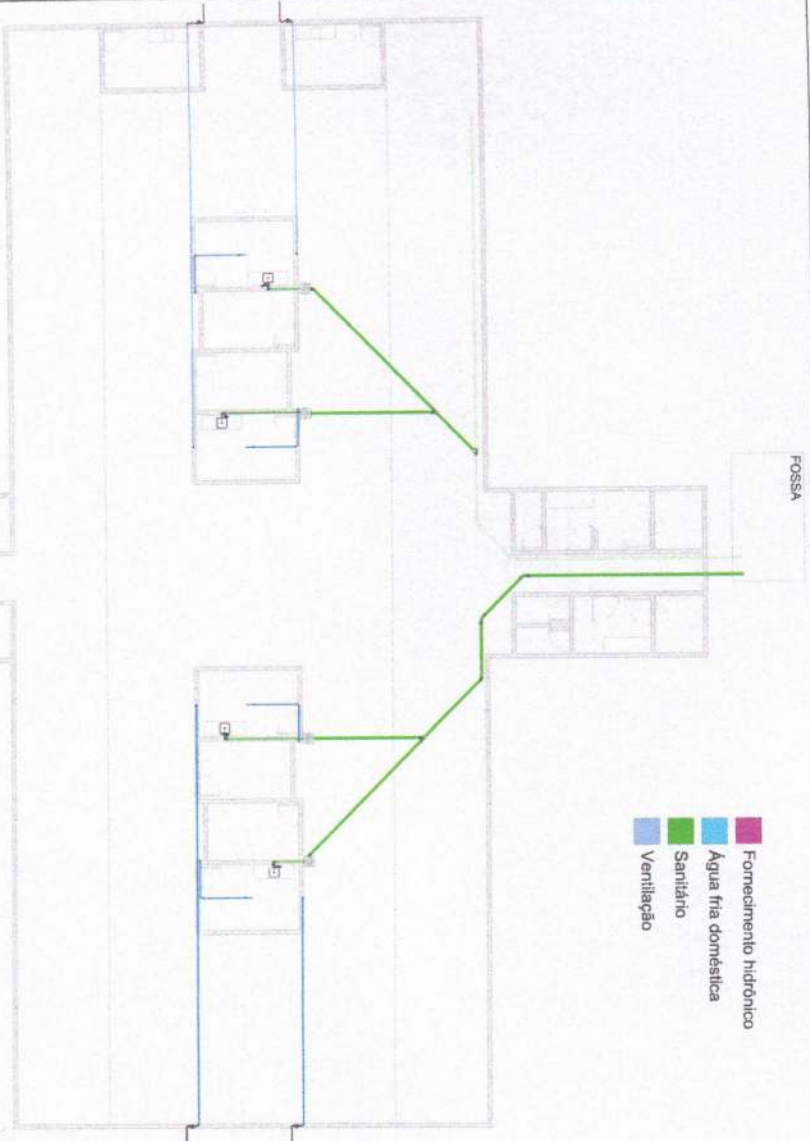 FOSSA
Fornecimento hidrônico
Água fria doméstica
Sanitário
Ventilação